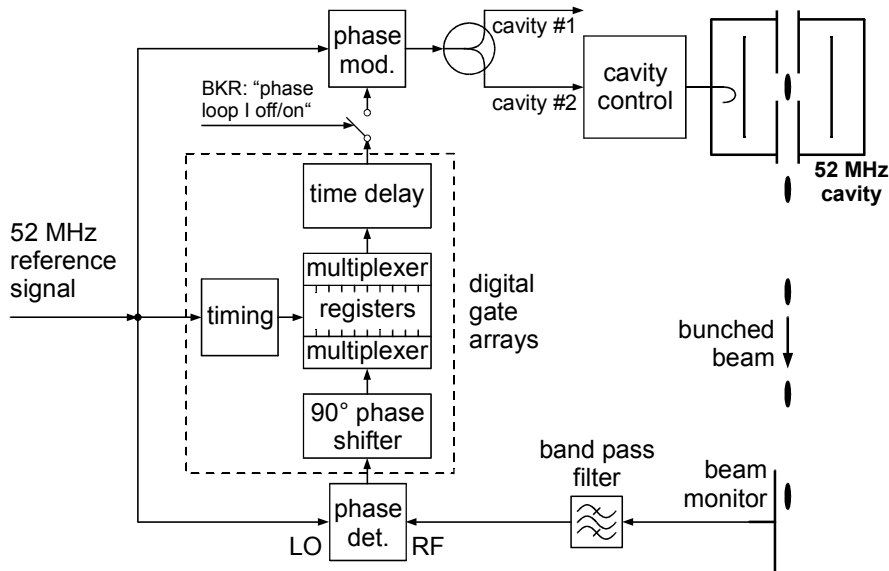 phase
mod.
cavity #1
cavity #2
cavity
control
BKR: “phase
loop I off/on“
52 MHz
cavity
time delay
52 MHz
reference
signal
multiplexer
registers
multiplexer
timing
digital
gate
arrays
bunched
beam
90° phase
shifter
band pass
filter
beam
monitor
phase
det.
LO
RF